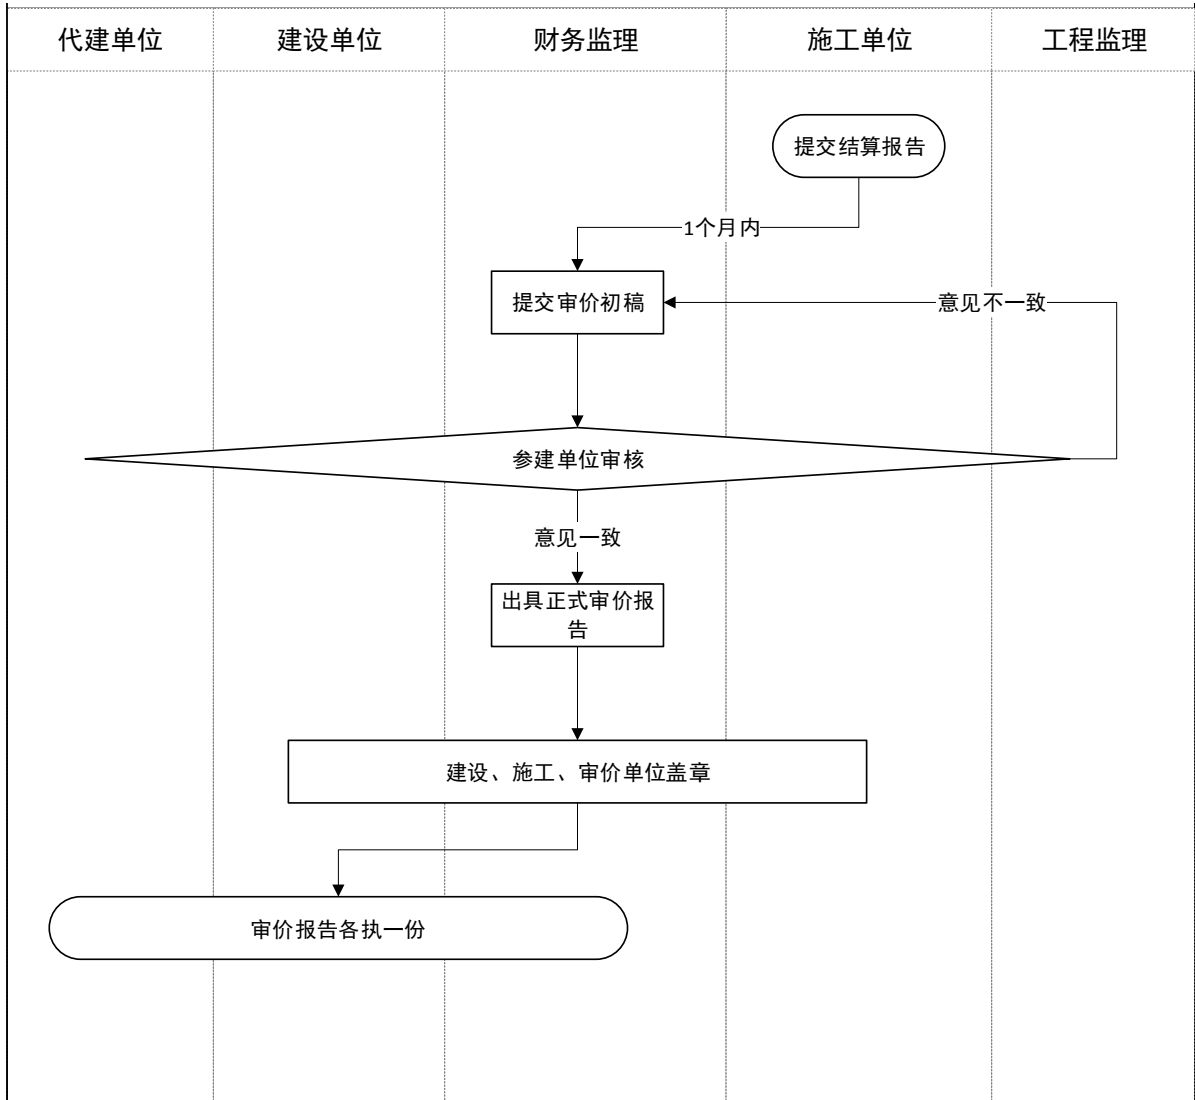 代建单位
建设单位
财务监理
施工单位
工程监理
提交结算报告
1个月内
提交审价初稿
意见不一致
参建单位审核
意见一致
出具正式审价报
告
建设、施工、审价单位盖章
审价报告各执一份